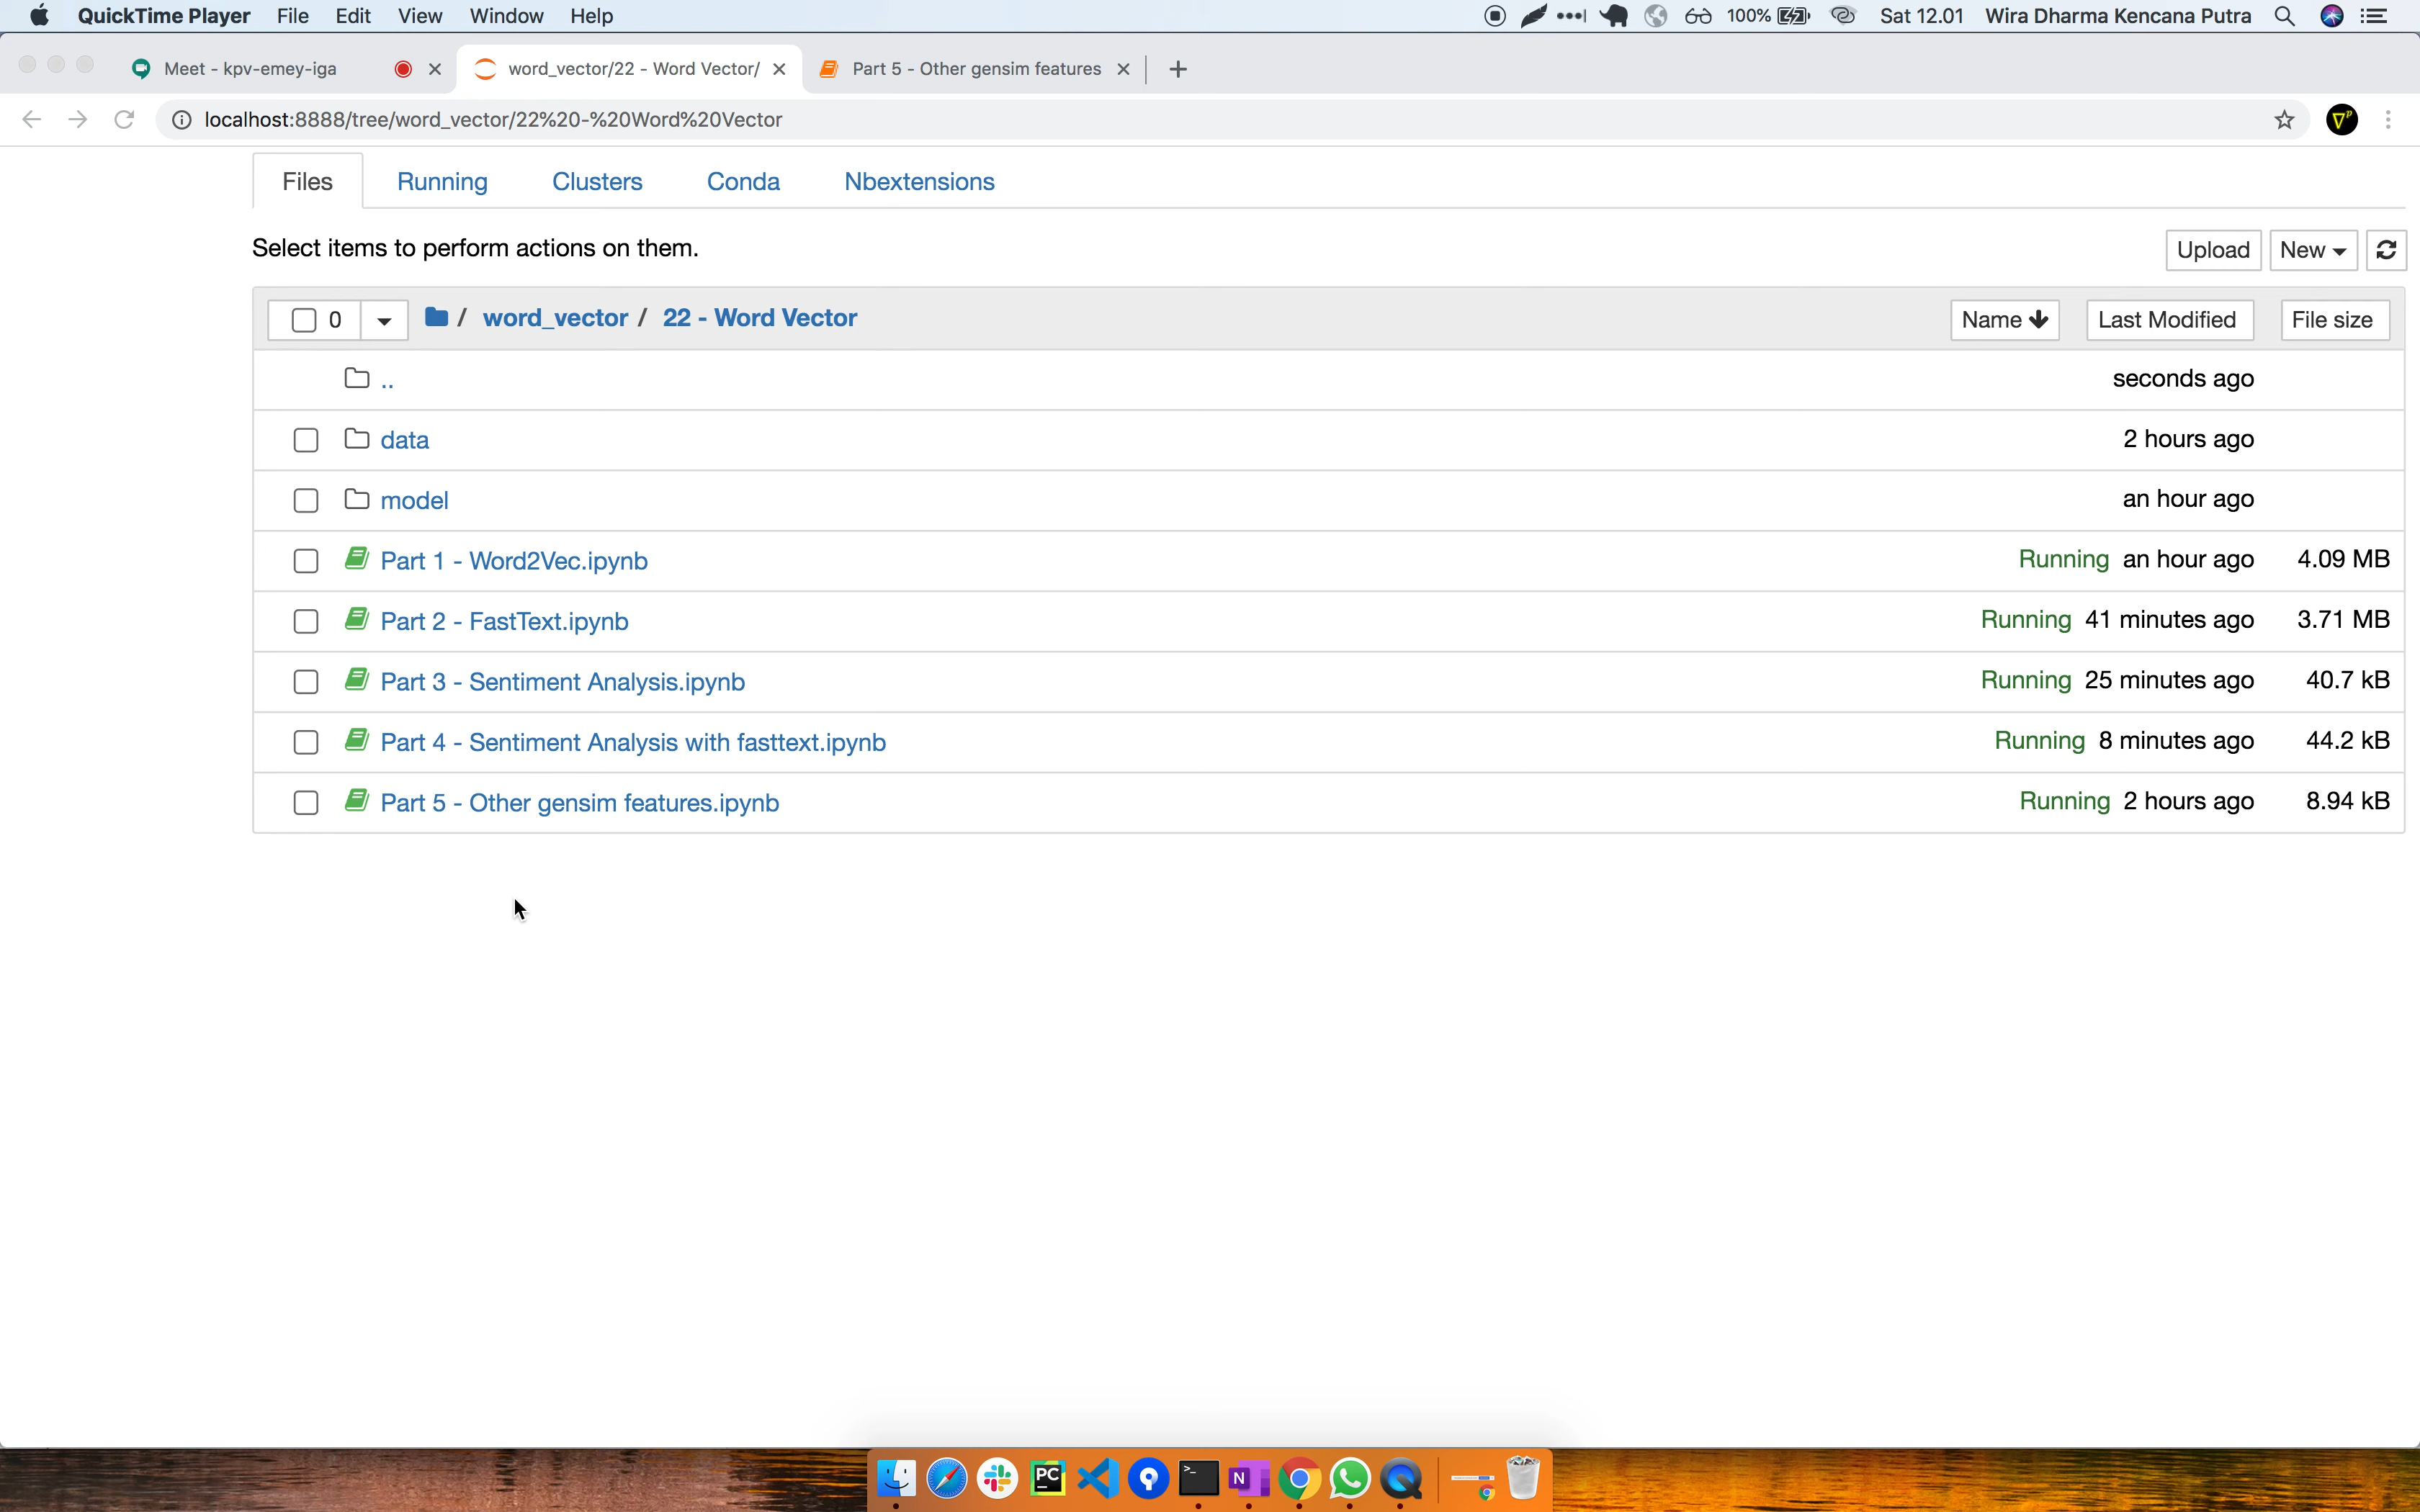 QuickTime Player File Edit View Window Help 100% Sat 12.01 Wira Dharma Kencana Putra
Meet - kpv-emey-iga word_vector/22 - Word Vector/ Part 5 - Other gensim features
localhost:8888/tree/word_vector/22%20-%20Word%20Vector
Files Running Clusters Conda Nbextensions
Select items to perform actions on them. Upload New
0 / word_vector / 22 - Word Vector Name Last Modified File size
.. seconds ago
data 2 hours ago
model an hour ago
Part 1 - Word2Vec.ipynb Running an hour ago 4.09 MB
Part 2 - FastText.ipynb Running 41 minutes ago 3.71 MB
Part 3 - Sentiment Analysis.ipynb Running 25 minutes ago 40.7 kB
Part 4 - Sentiment Analysis with fasttext.ipynb Running 8 minutes ago 44.2 kB
Part 5 - Other gensim features.ipynb Running 2 hours ago 8.94 kB
PC >_ N